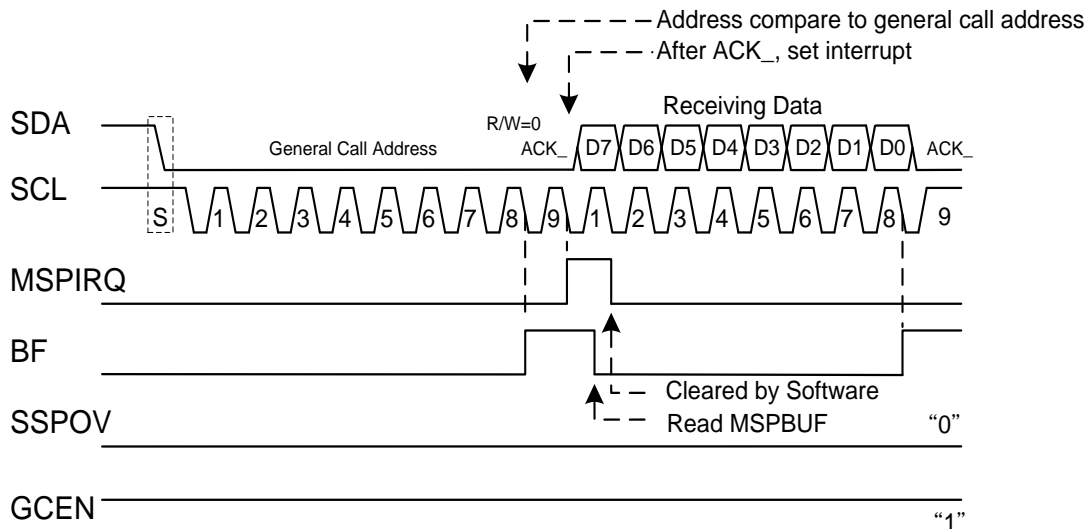 Address compare to general call address
After ACK_, set interrupt
Receiving Data
SDA
R/W=0
General Call Address
ACK_
D7 D6 D5 D4 D3 D2 D1 D0
ACK_
SCL
S 1 2 3 4 5 6 7 8 9 1 2 3 4 5 6 7 8 9
MSPIRQ
BF
Cleared by Software
Read MSPBUF
SSPOV
“0”
GCEN
“1”